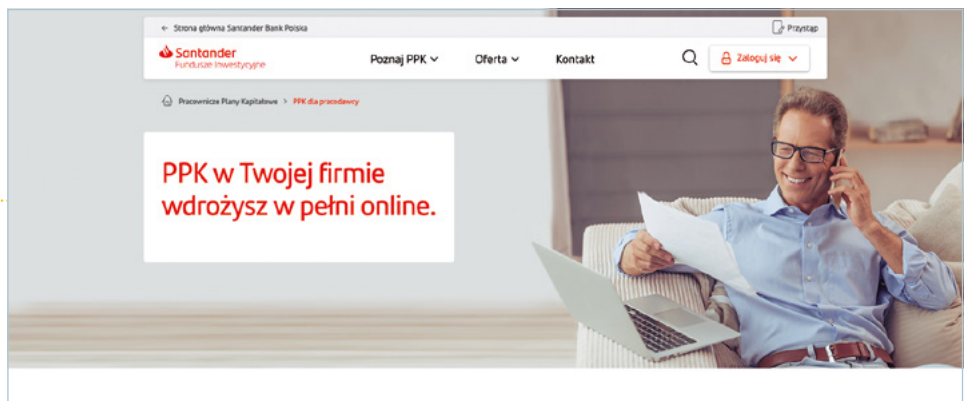 ← Strona główna Santander Bank Polska
Przystąp
Santander
Fundusze Inwestycyjne
Poznaj PPK
Oferta
Kontakt
Zaloguj się
Pracownicze Plany Kapitałowe > PPK dla pracodawcy
PPK w Twojej firmie
wdrożysz w pełni online.